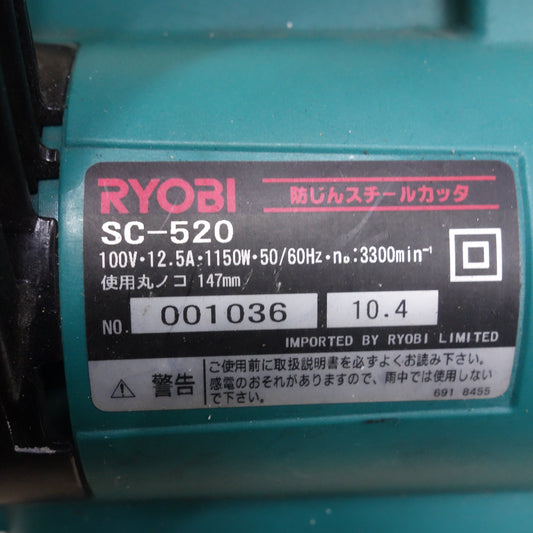 RYOBI 防じんスチールカッタ
SC-520
100V・12.5A・1150W・50/60Hz・n₀:3300min⁻¹
使用丸ノコ 147mm
NO. 001036 10.4
IMPORTED BY RYOBI LIMITED
⚠ 警告
ご使用前に取扱説明書を必ずよくお読み下さい。
感電のおそれがありますので、雨中では使用しない
で下さい。
691 8455